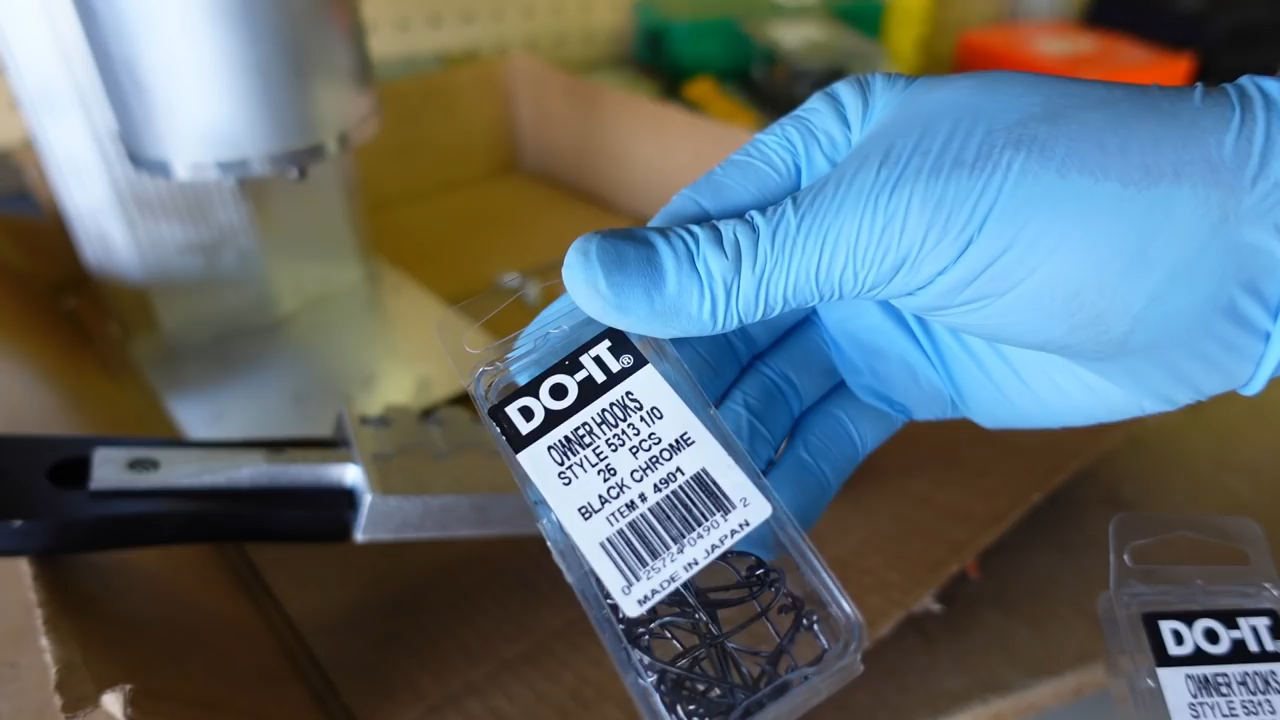 DO-IT®
OWNER HOOKS
STYLE 5313 1/0
25 PCS
BLACK CHROME
ITEM # 4901
0 25724 04901 2
MADE IN JAPAN
DO-IT
OWNER HOOKS
STYLE 5313